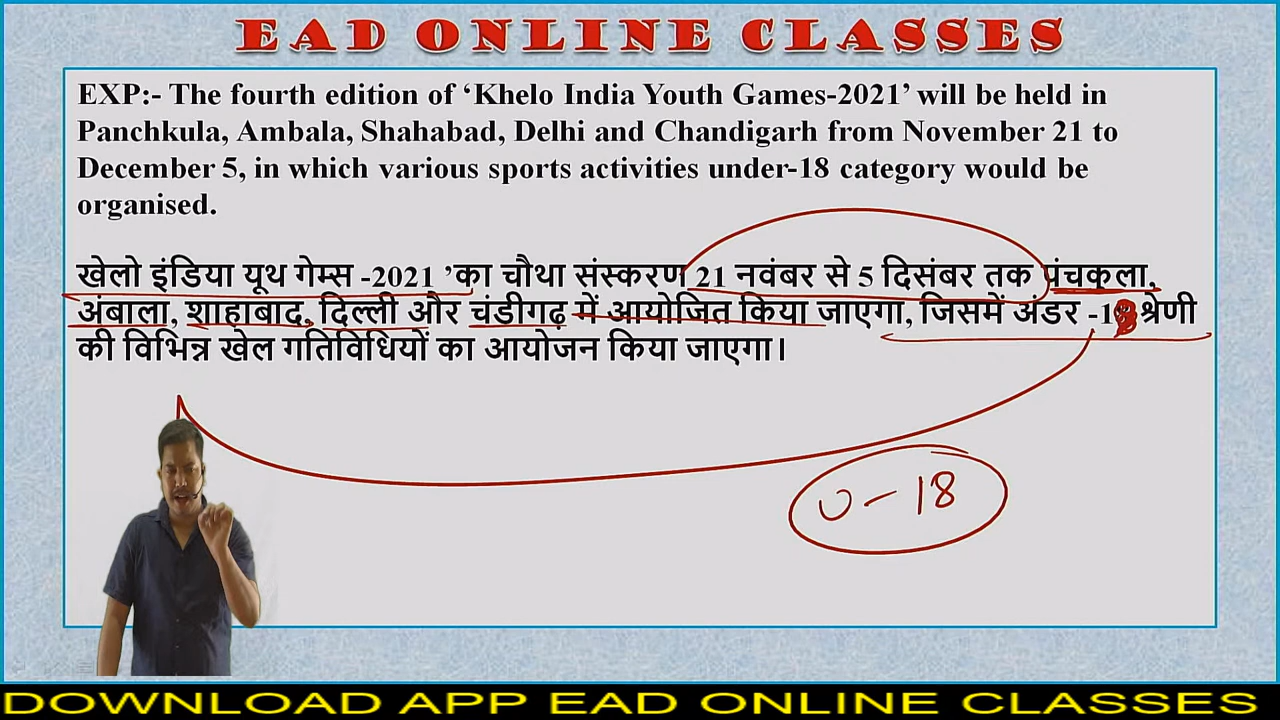 EAD ONLINE CLASSES
EXP:- The fourth edition of ‘Khelo India Youth Games-2021’ will be held in
Panchkula, Ambala, Shahabad, Delhi and Chandigarh from November 21 to
December 5, in which various sports activities under-18 category would be
organised.
खेलो इंडिया यूथ गेम्स -2021 ’का चौथा संस्करण 21 नवंबर से 5 दिसंबर तक पंचकूला,
अंबाला, शाहाबाद, दिल्ली और चंडीगढ़ में आयोजित किया जाएगा, जिसमें अंडर -18 श्रेणी
की विभिन्न खेल गतिविधियों का आयोजन किया जाएगा।
U-18
DOWNLOAD APP EAD ONLINE CLASSES